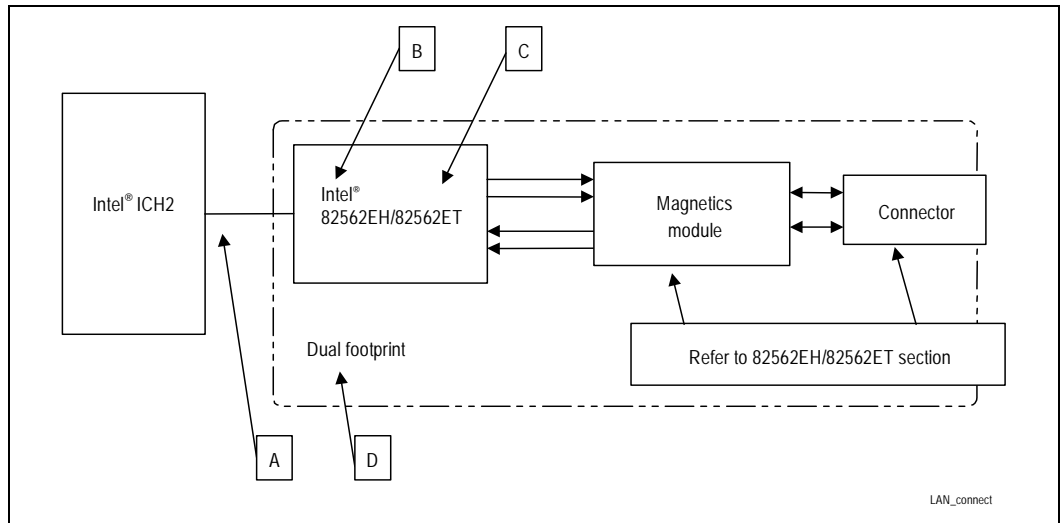 B
C
Intel® ICH2
Intel®
82562EH/82562ET
Magnetics
module
Connector
Dual footprint
Refer to 82562EH/82562ET section
A
D
LAN_connect